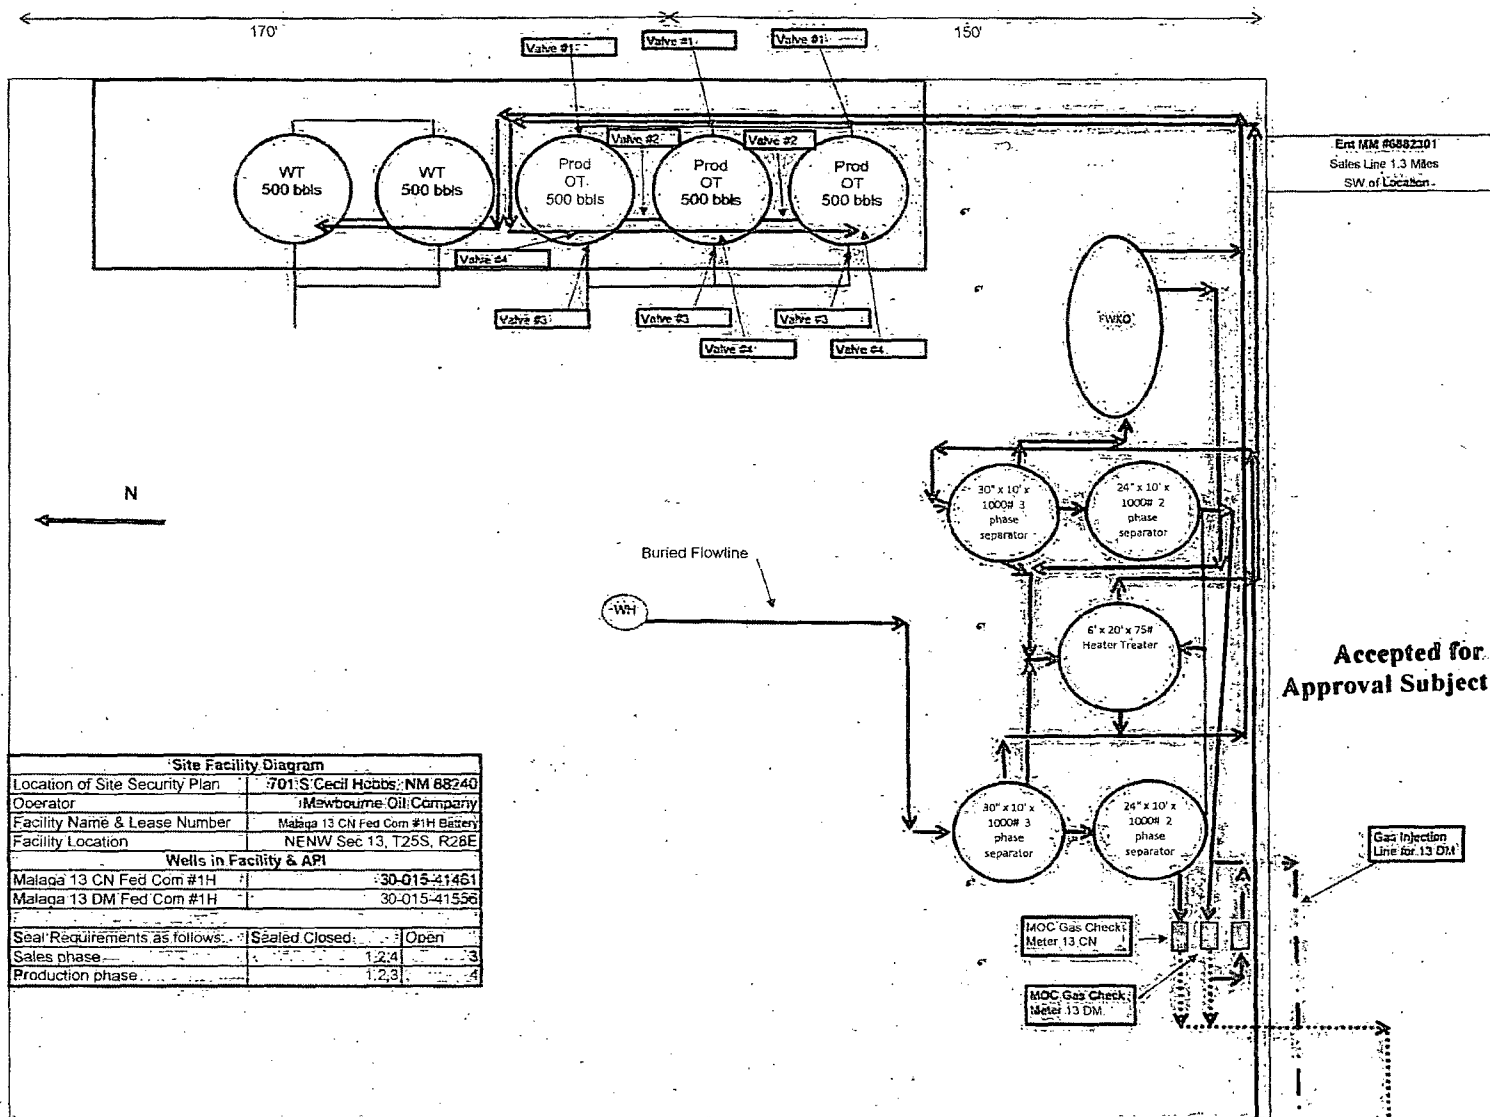 170'
150'
Valve #1
Valve #1
Valve #1
Valve #2
Valve #2
WT
500 bbls
WT
500 bbls
Prod
OT
500 bbls
Prod
OT
500 bbls
Prod
OT
500 bbls
Ent MM #6882301
Sales Line 1.3 Miles
SW of Location
Valve #4
Valve #3
Valve #3
Valve #3
Valve #4
Valve #4
FWKO
N
30" x 10' x
1000# 3
phase
separator
24" x 10' x
1000# 2
phase
separator
Buried Flowline
WH
6' x 20' x 75#
Heater Treater
Accepted for
Approval Subject
30" x 10' x
1000# 3
phase
separator
24" x 10' x
1000# 2
phase
separator
Gas Injection
Line for 13 DM
MOC Gas Check
Meter 13 CN
MOC Gas Check
Meter 13 DM
Site Facility Diagram
Location of Site Security Plan 701 S Cecil Hobbs, NM 88240
Operator Mewbourne Oil Company
Facility Name & Lease Number Malaga 13 CN Fed Com #1H Battery
Facility Location NENW Sec 13, T25S, R28E
Wells in Facility & API
Malaga 13 CN Fed Com #1H 30-015-41461
Malaga 13 DM Fed Com #1H 30-015-41556
Seal Requirements as follows: Sealed Closed Open
Sales phase 1,2,4 3
Production phase 1,2,3 4